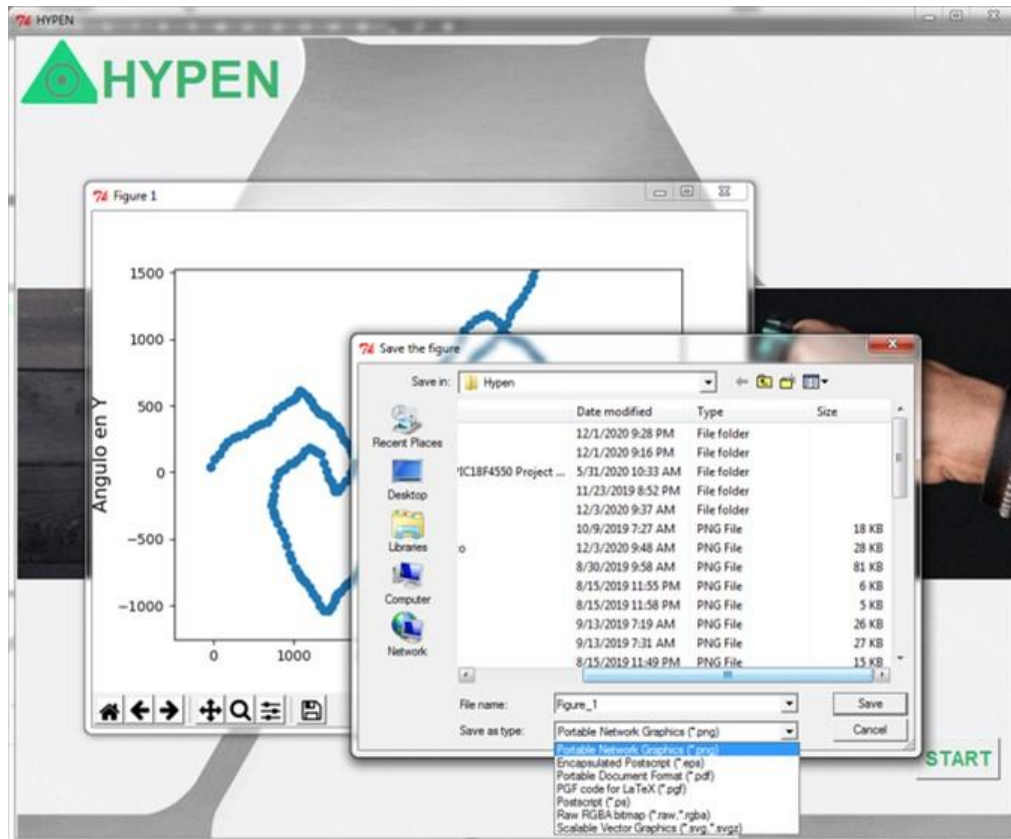 HYPEN
HYPEN
Figure 1
1500
1000
500
0
−500
−1000
Angulo en Y
0 1000
Save the figure
Save in: Hypen
Recent Places
Desktop
Libraries
Computer
Network
Date modified Type Size
12/1/2020 9:28 PM File folder
12/1/2020 9:16 PM File folder
PIC18F4550 Project ... 5/31/2020 10:33 AM File folder
11/23/2019 8:52 PM File folder
12/3/2020 9:37 AM File folder
10/9/2019 7:27 AM PNG File 18 KB
12/3/2020 9:48 AM PNG File 28 KB
8/30/2019 9:58 AM PNG File 81 KB
8/15/2019 11:55 PM PNG File 6 KB
8/15/2019 11:58 PM PNG File 5 KB
9/13/2019 7:19 AM PNG File 26 KB
9/13/2019 7:31 AM PNG File 27 KB
8/15/2019 11:49 PM PNG File 15 KB
File name: Figure_1 Save
Save as type: Portable Network Graphics (*.png) Cancel
Portable Network Graphics (*.png)
Encapsulated Postscript (*.eps)
Portable Document Format (*.pdf)
PGF code for LaTeX (*.pgf)
Postscript (*.ps)
Raw RGBA bitmap (*.raw,*.rgba)
Scalable Vector Graphics (*.svg,*.svgz)
START